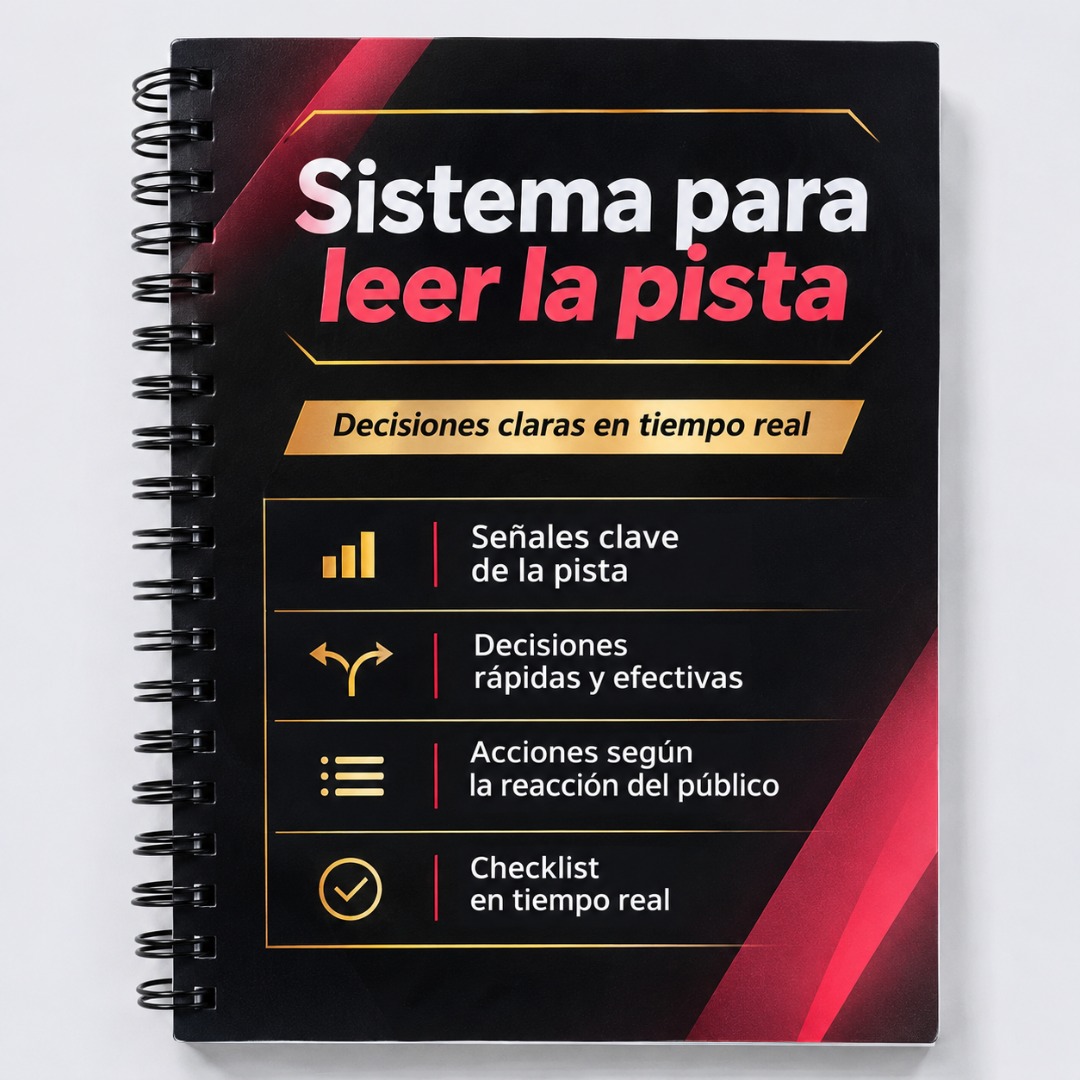 Sistema para
leer la pista
Decisiones claras en tiempo real
Señales clave
de la pista
Decisiones
rápidas y efectivas
Acciones según
la reacción del público
Checklist
en tiempo real